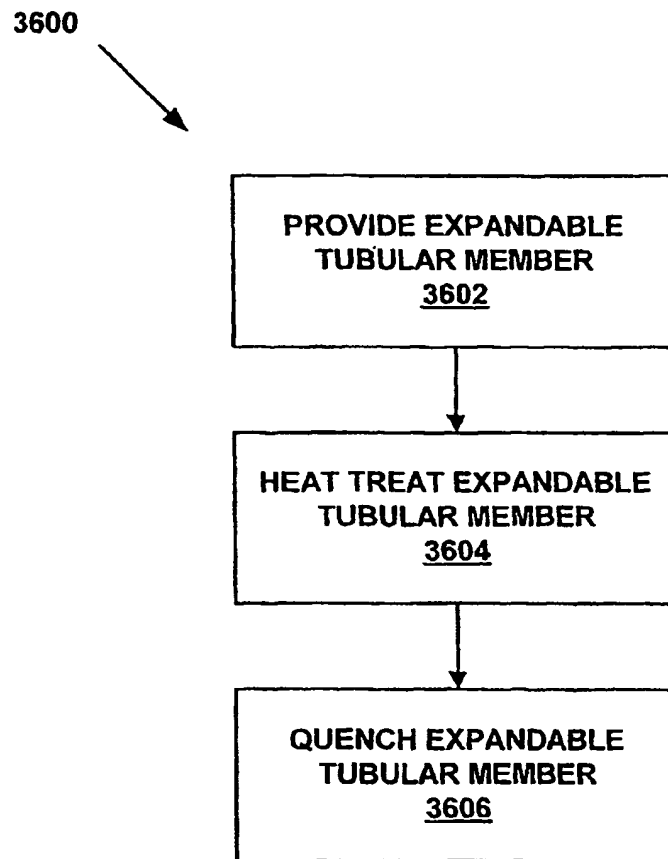 3600
PROVIDE EXPANDABLE
TUBULAR MEMBER
3602
HEAT TREAT EXPANDABLE
TUBULAR MEMBER
3604
QUENCH EXPANDABLE
TUBULAR MEMBER
3606